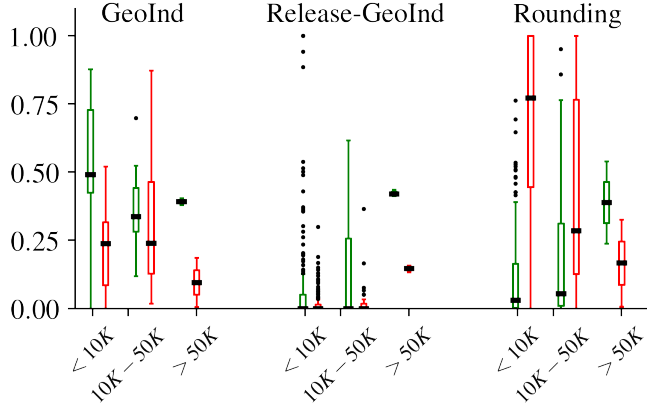 GeoInd Release-GeoInd Rounding
1.00
0.75
0.50
0.25
0.00
< 10K 10K − 50K > 50K < 10K 10K − 50K > 50K < 10K 10K − 50K > 50K